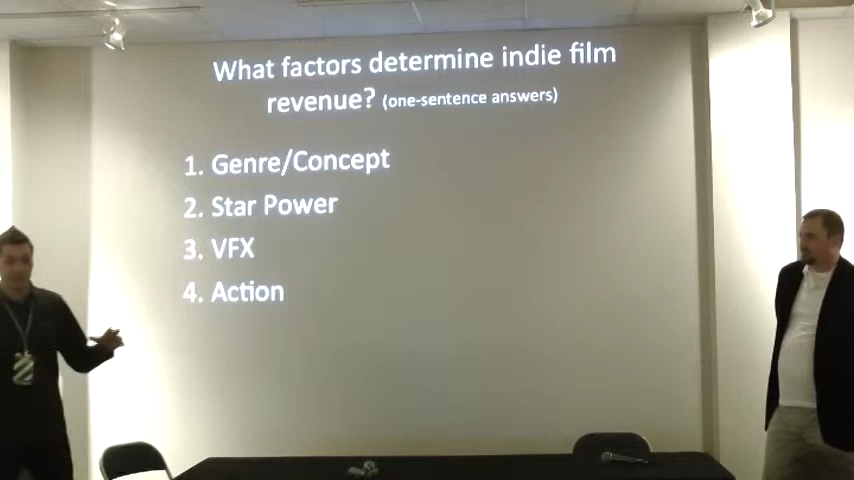 What factors determine indie film
revenue? (one-sentence answers)
1. Genre/Concept
2. Star Power
3. VFX
4. Action